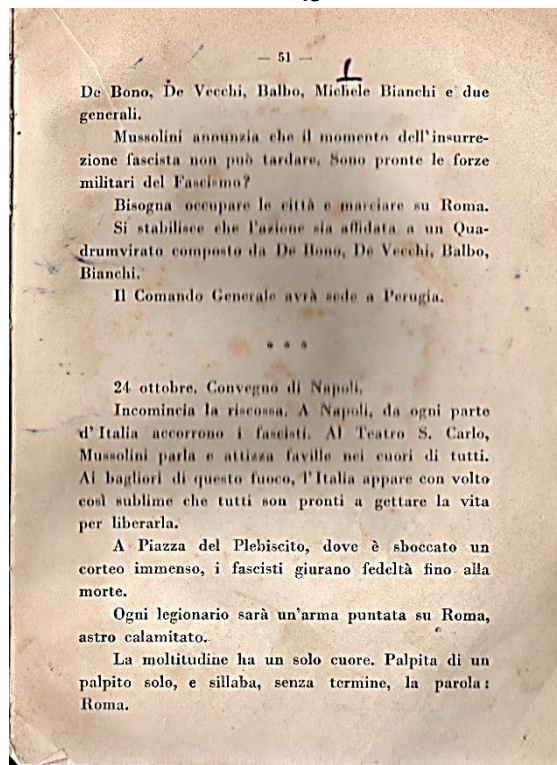 — 51 —
De Bono, De Vecchi, Balbo, Michele Bianchi e due
generali.
Mussolini annunzia che il momento dell'insurre-
zione fascista non può tardare. Sono pronte le forze
militari del Fascismo?
Bisogna occupare le città e marciare su Roma.
Si stabilisce che l'azione sia affidata a un Qua-
drumvirato composto da De Bono, De Vecchi, Balbo,
Bianchi.
Il Comando Generale avrà sede a Perugia.
* * *
24 ottobre. Convegno di Napoli.
Incomincia la riscossa. A Napoli, da ogni parte
d'Italia accorrono i fascisti. Al Teatro S. Carlo,
Mussolini parla e attizza faville nei cuori di tutti.
Ai bagliori di questo fuoco, l'Italia appare con volto
così sublime che tutti son pronti a gettare la vita
per liberarla.
A Piazza del Plebiscito, dove è sboccato un
corteo immenso, i fascisti giurano fedeltà fino alla
morte.
Ogni legionario sarà un'arma puntata su Roma,
astro calamitato.
La moltitudine ha un solo cuore. Palpita di un
palpito solo, e sillaba, senza termine, la parola:
Roma.